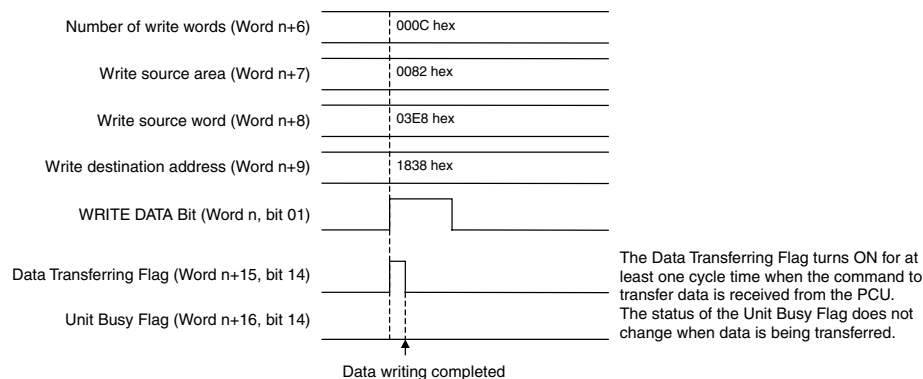 Number of write words (Word n+6)
000C hex
Write source area (Word n+7)
0082 hex
Write source word (Word n+8)
03E8 hex
Write destination address (Word n+9)
1838 hex
WRITE DATA Bit (Word n, bit 01)
Data Transferring Flag (Word n+15, bit 14)
Unit Busy Flag (Word n+16, bit 14)
The Data Transferring Flag turns ON for at
least one cycle time when the command to
transfer data is received from the PCU.
The status of the Unit Busy Flag does not
change when data is being transferred.
Data writing completed